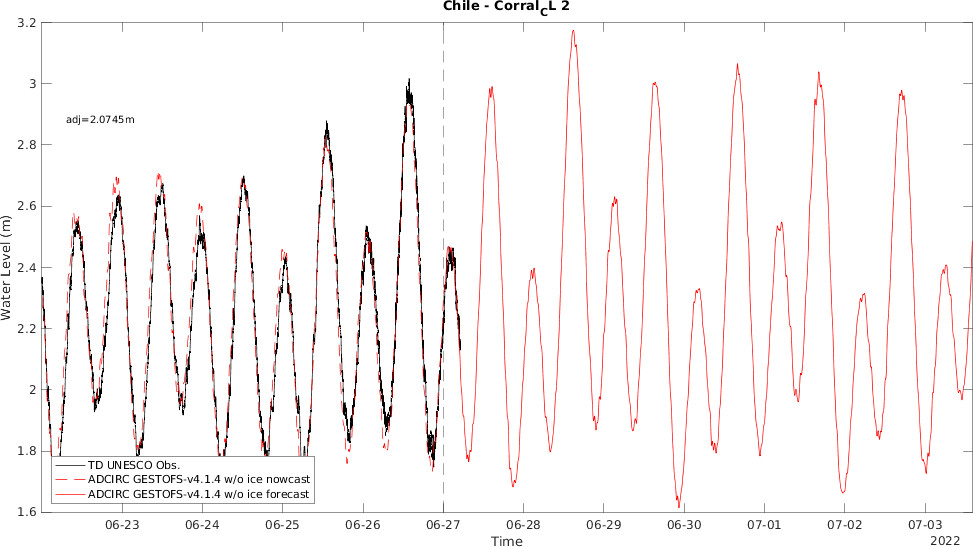 Chile - Corral_CL 2
3.2
3
2.8
2.6
2.4
2.2
2
1.8
1.6
Water Level (m)
adj=2.0745m
TD UNESCO Obs.
ADCIRC GESTOFS-v4.1.4 w/o ice nowcast
ADCIRC GESTOFS-v4.1.4 w/o ice forecast
06-23 06-24 06-25 06-26 06-27 06-28 06-29 06-30 07-01 07-02 07-03
Time
2022